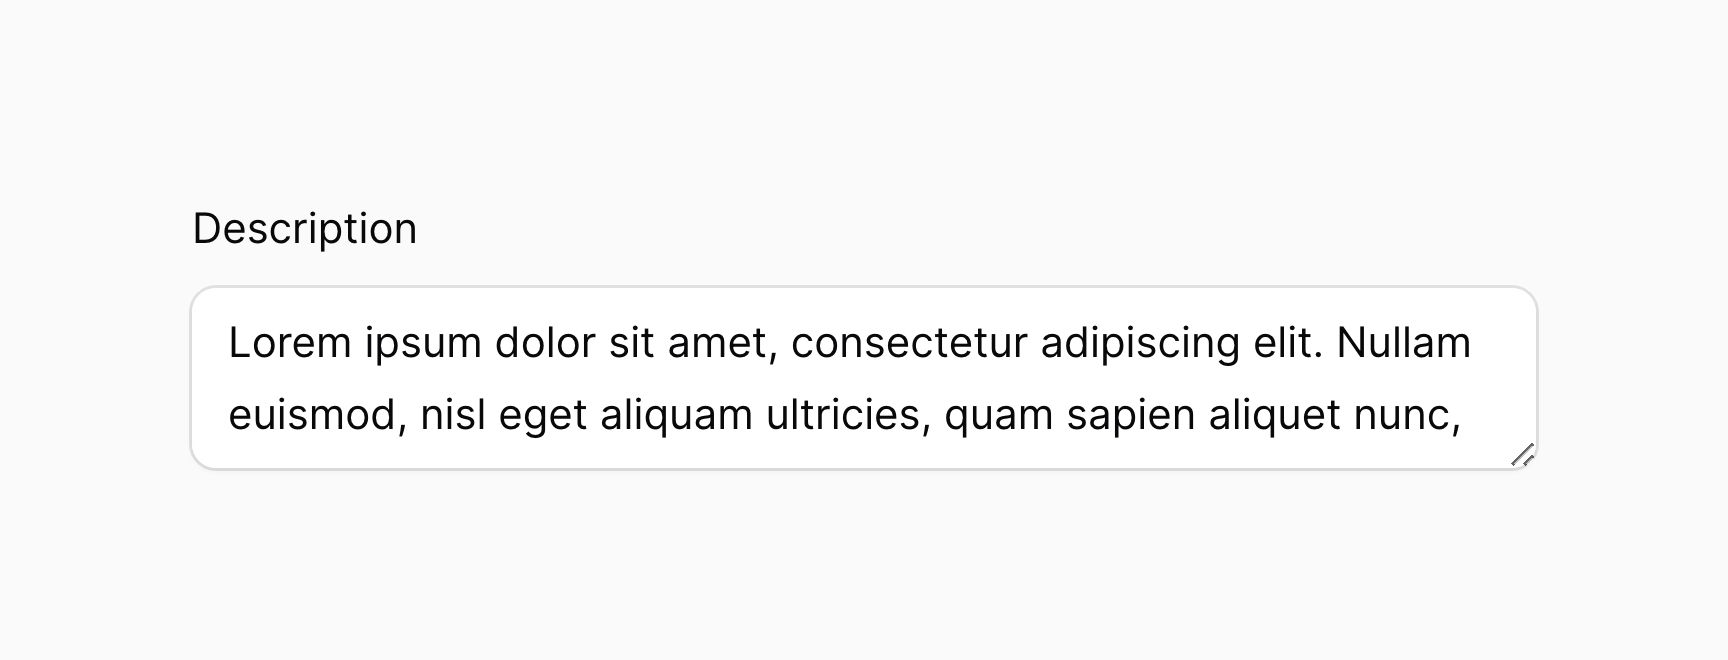 Description
Lorem ipsum dolor sit amet, consectetur adipiscing elit. Nullam
euismod, nisl eget aliquam ultricies, quam sapien aliquet nunc,